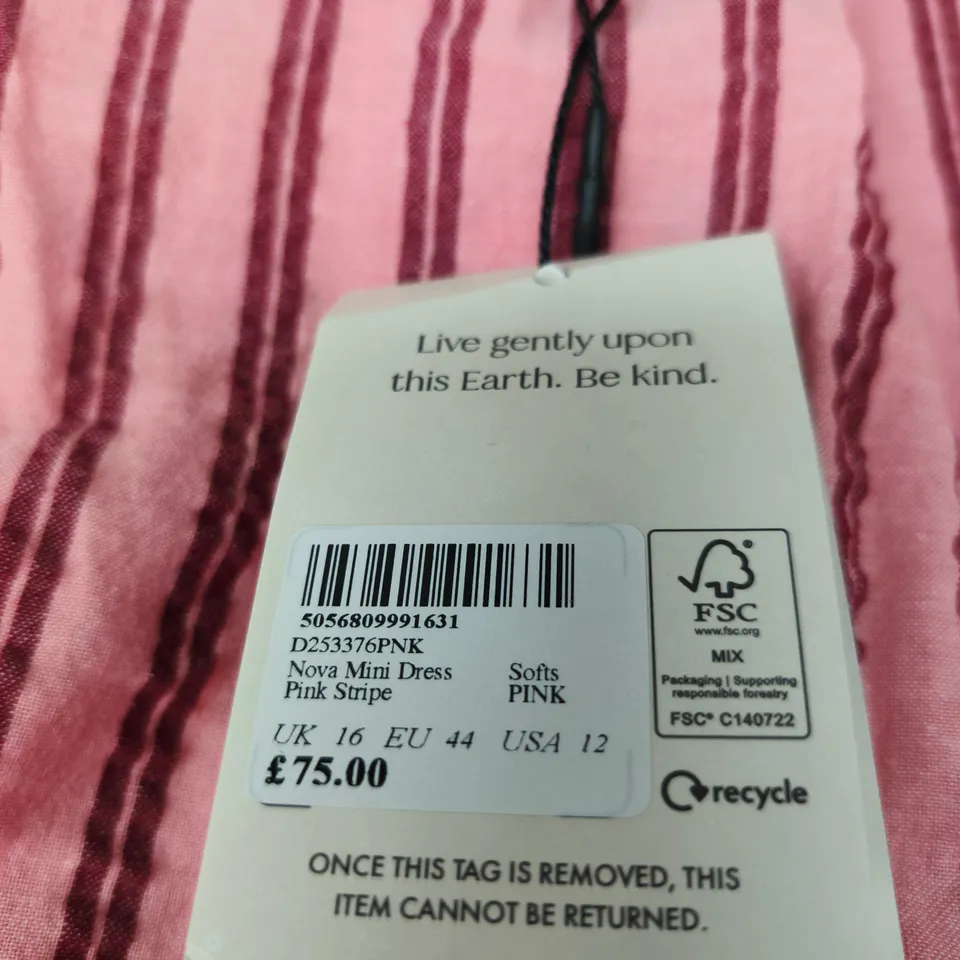 Live gently upon
this Earth. Be kind.
5056809991631
D253376PNK
Nova Mini Dress Softs
Pink Stripe PINK
UK 16 EU 44 USA 12
£75.00
FSC
www.fsc.org
MIX
Packaging | Supporting
responsible forestry
FSC® C140722
recycle
ONCE THIS TAG IS REMOVED, THIS
ITEM CANNOT BE RETURNED.